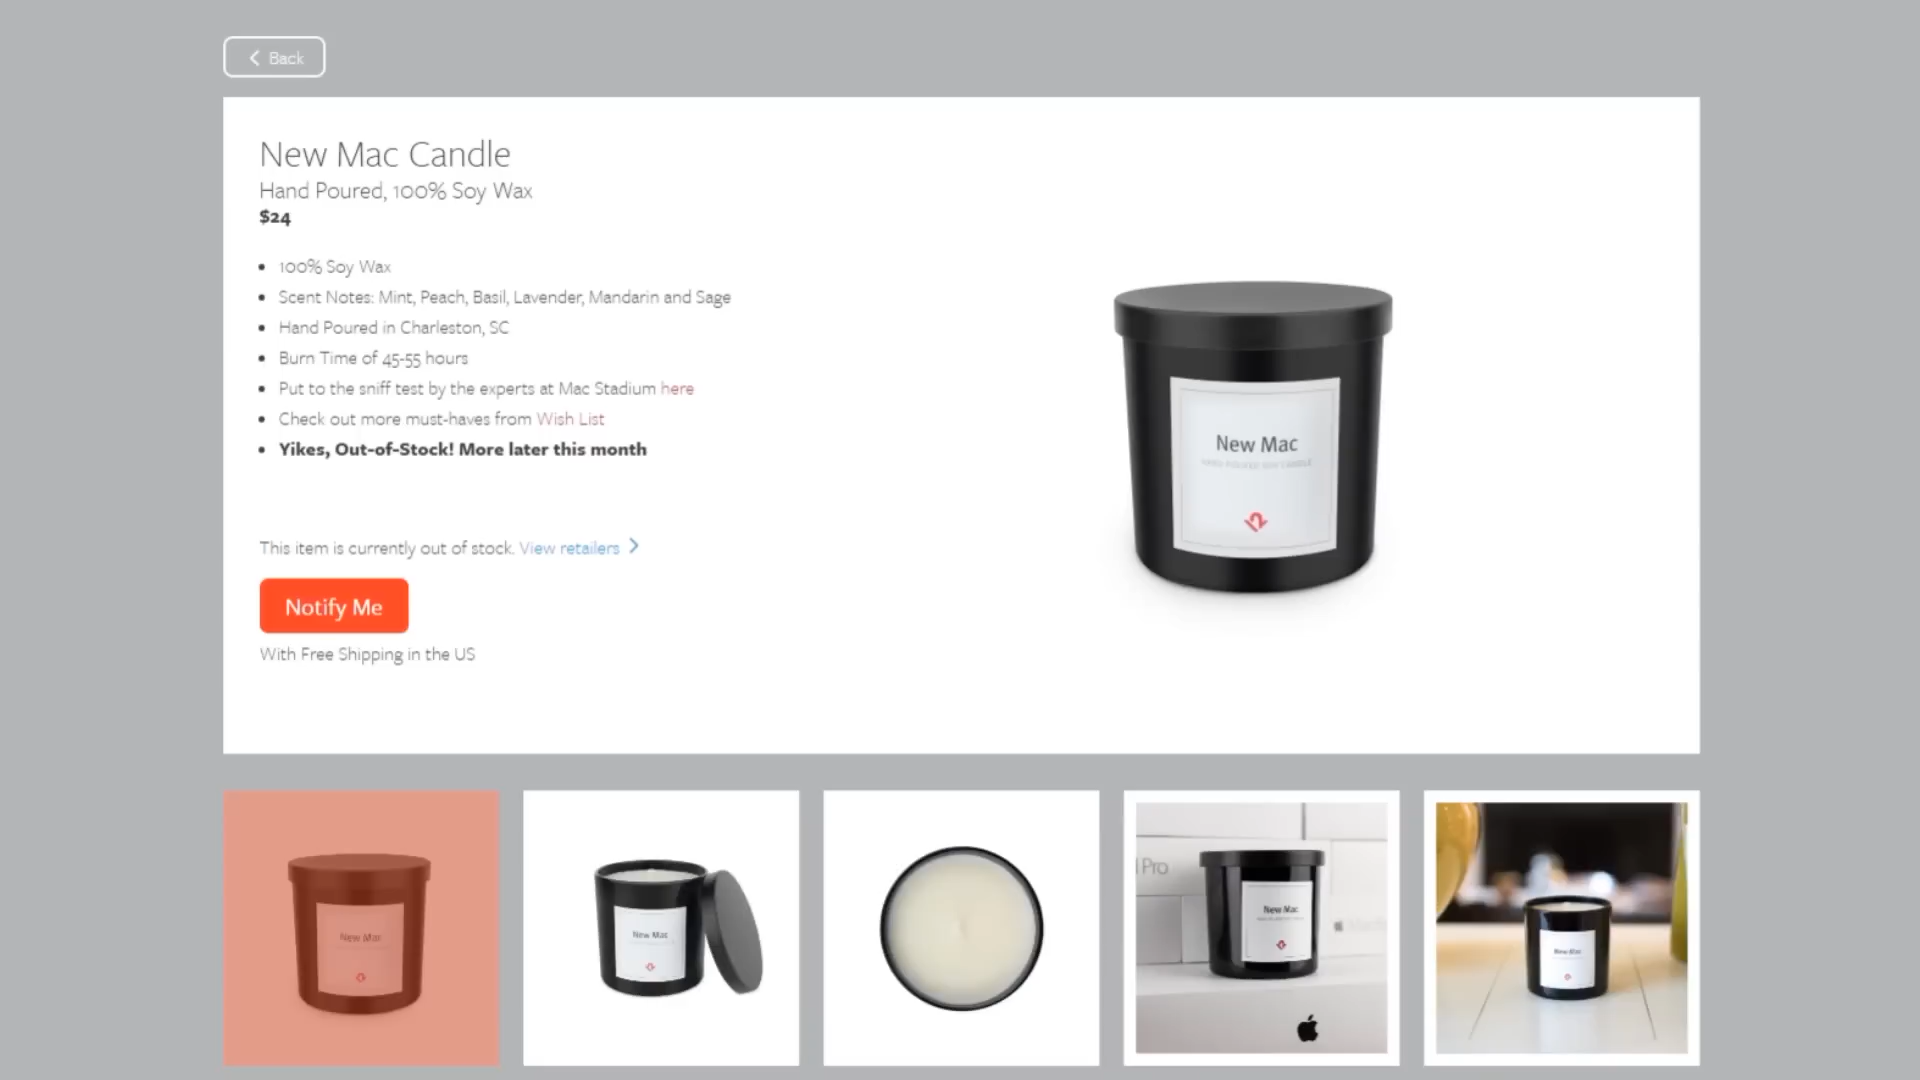 Back
New Mac Candle
Hand Poured, 100% Soy Wax
$24
100% Soy Wax
Scent Notes: Mint, Peach, Basil, Lavender, Mandarin and Sage
Hand Poured in Charleston, SC
Burn Time of 45-55 hours
Put to the sniff test by the experts at Mac Stadium here
Check out more must-haves from Wish List
Yikes, Out-of-Stock! More later this month
This item is currently out of stock. View retailers
Notify Me
With Free Shipping in the US
New Mac
HAND POURED SOY CANDLE
New Mac
New Mac
Pro
New Mac
New Mac